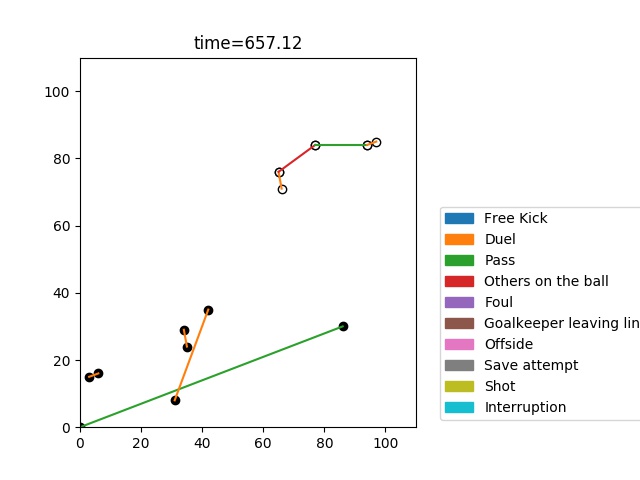 time=657.12
100
80
60
40
20
0
0 20 40 60 80 100
Free Kick
Duel
Pass
Others on the ball
Foul
Goalkeeper leaving lin
Offside
Save attempt
Shot
Interruption